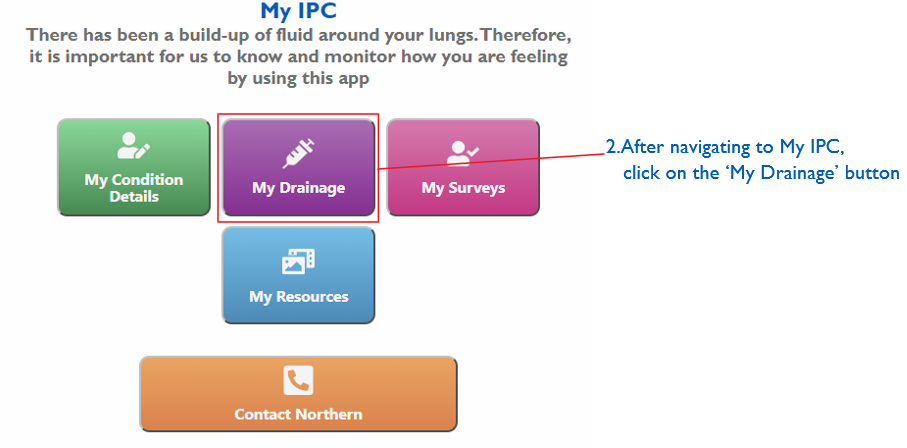 My IPC
There has been a build-up of fluid around your lungs. Therefore,
it is important for us to know and monitor how you are feeling
by using this app
My Condition
Details
My Drainage
My Surveys
2.After navigating to My IPC,
click on the ‘My Drainage’ button
My Resources
Contact Northern